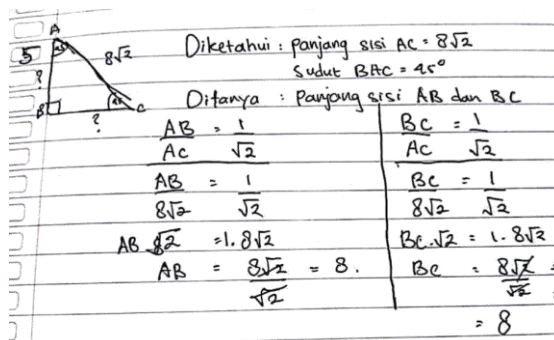 5
A
45°
8√2
?
B
45
C
?
Diketahui : panjang sisi AC = 8√2
Sudut BAC = 45°
Ditanya : Panjang sisi AB dan BC
AB/AC = 1/√2
AB/8√2 = 1/√2
AB √2 = 1.8√2
AB = 8√2/√2 = 8.
BC/AC = 1/√2
BC/8√2 = 1/√2
BC.√2 = 1.8√2
BC = 8√2/√2 =
= 8